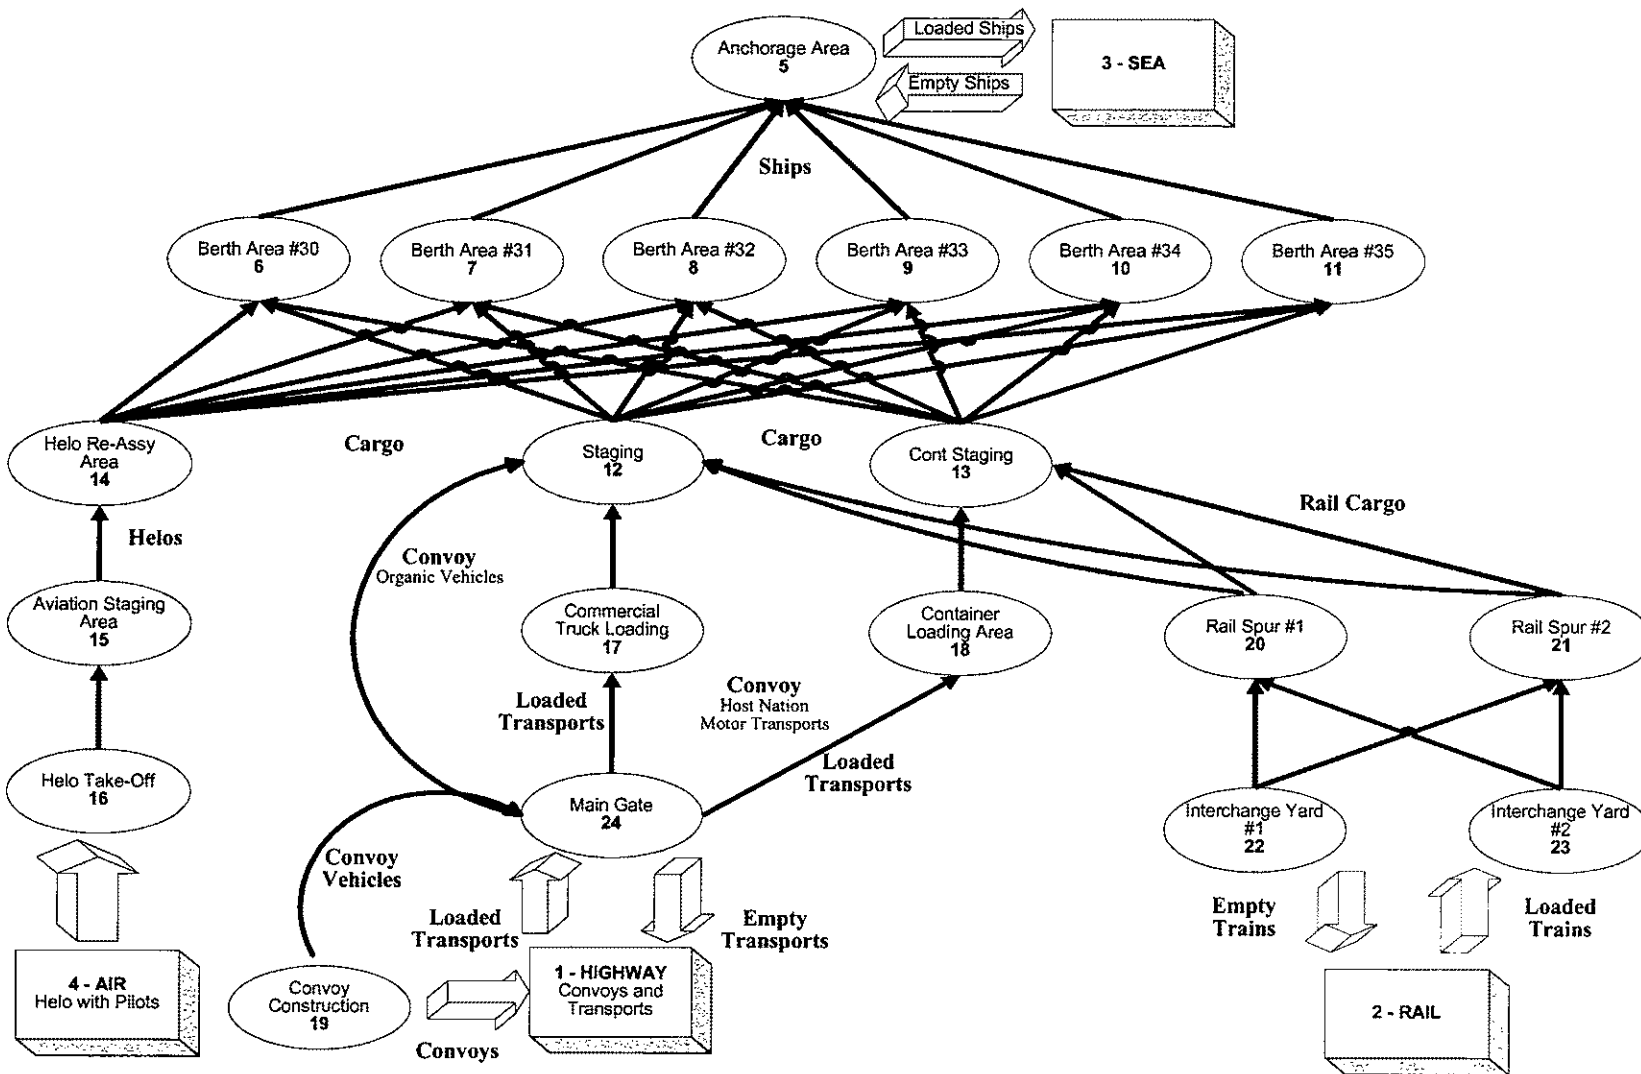 Anchorage Area
5
Loaded Ships
Empty Ships
3 - SEA
Ships
Berth Area #30
6
Berth Area #31
7
Berth Area #32
8
Berth Area #33
9
Berth Area #34
10
Berth Area #35
11
Helo Re-Assy
Area
14
Cargo
Staging
12
Cargo
Cont Staging
13
Rail Cargo
Helos
Convoy
Organic Vehicles
Aviation Staging
Area
15
Commercial
Truck Loading
17
Container
Loading Area
18
Rail Spur #1
20
Rail Spur #2
21
Loaded
Transports
Convoy
Host Nation
Motor Transports
Loaded
Transports
Helo Take-Off
16
Main Gate
24
Interchange Yard
#1
22
Interchange Yard
#2
23
Convoy
Vehicles
Loaded
Transports
Empty
Transports
Empty
Trains
Loaded
Trains
4 - AIR
Helo with Pilots
Convoy
Construction
19
Convoys
1 - HIGHWAY
Convoys and
Transports
2 - RAIL